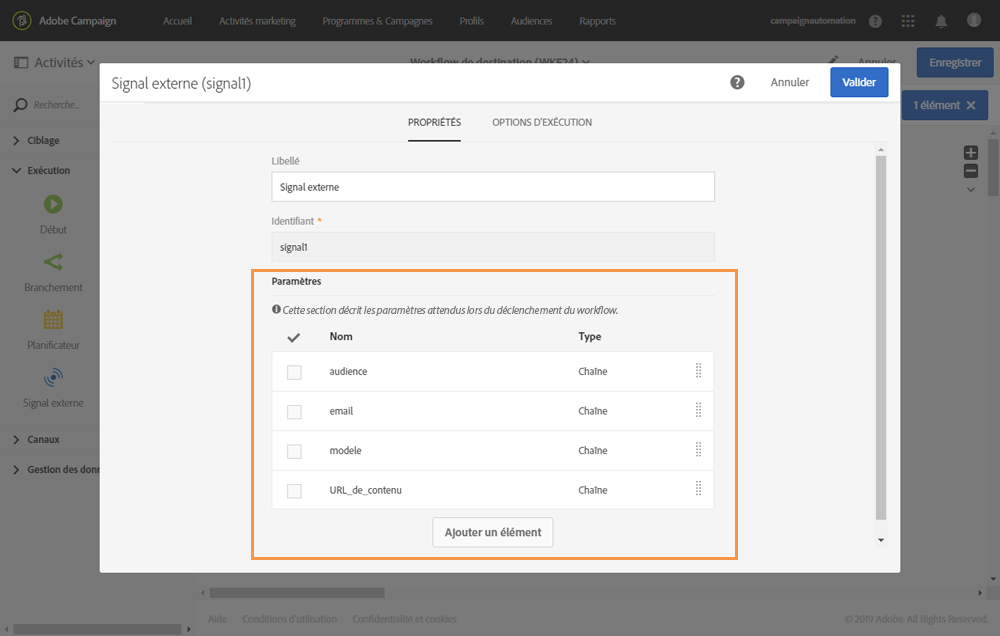 Adobe Campaign
Accueil
Activités marketing
Programmes & Campagnes
Profils
Audiences
Rapports
campaignautomation
Activités
Workflow de destination (WKF24)
Annuler
Enregistrer
Signal externe (signal1)
Annuler
Valider
1 élément
Recherche...
PROPRIÉTÉS
OPTIONS D'EXÉCUTION
Ciblage
Exécution
Début
Branchement
Planificateur
Signal externe
Canaux
Gestion des donn
Libellé
Signal externe
Identifiant *
signal1
Paramètres
Cette section décrit les paramètres attendus lors du déclenchement du workflow.
Nom Type
audience Chaîne
email Chaîne
modele Chaîne
URL_de_contenu Chaîne
Ajouter un élément
Aide
Conditions d'utilisation
Confidentialité et cookies
© 2019 Adobe. All Rights Reserved.